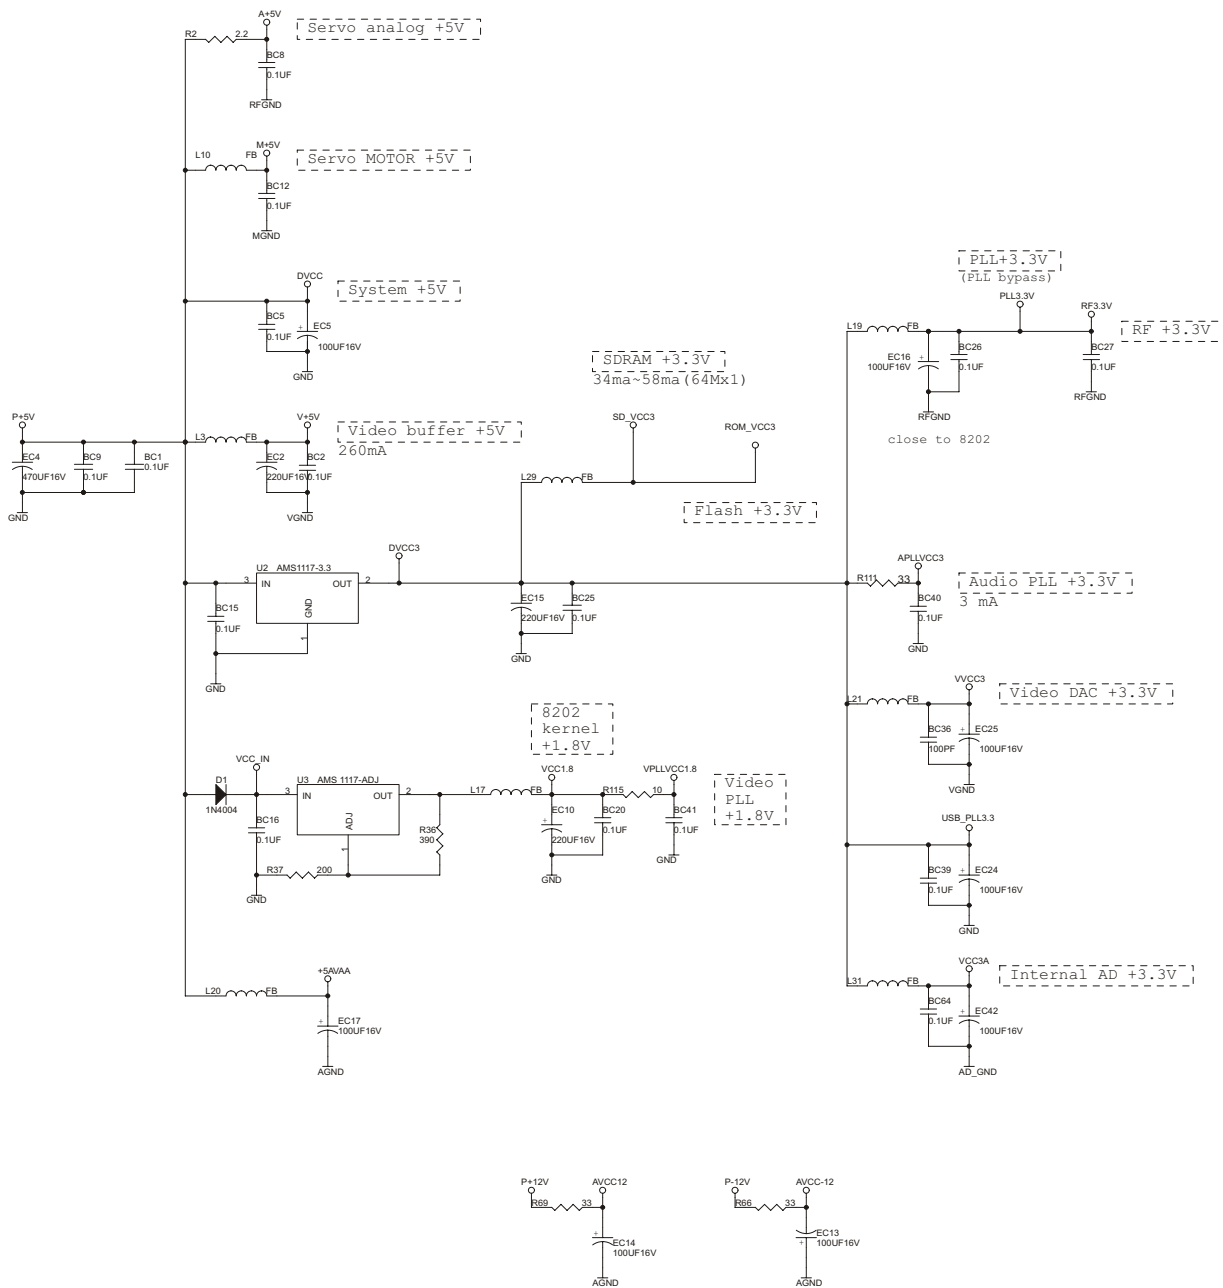 A+5V
R2 2.2
Servo analog +5V
BC8
0.1UF
RFGND
M+5V
L10 FB
Servo MOTOR +5V
BC12
0.1UF
MGND
DVCC
System +5V
BC5
0.1UF
+ EC5
100UF16V
GND
P+5V
EC4
470UF16V
BC9
0.1UF
BC1
0.1UF
GND
L3 FB
V+5V
Video buffer +5V
260mA
EC2
220UF16V
BC2
0.1UF
VGND
SDRAM +3.3V
34ma~58ma(64Mx1)
SD_VCC3
ROM_VCC3
L29 FB
Flash +3.3V
PLL+3.3V
(PLL bypass)
PLL3.3V
RF3.3V
L19 FB
RF +3.3V
EC16 +
100UF16V
BC26
0.1UF
BC27
0.1UF
RFGND
RFGND
close to 8202
U2 AMS1117-3.3
3 IN OUT 2
GND
1
DVCC3
BC15
0.1UF
GND
EC15
220UF16V
BC25
0.1UF
GND
APLLVCC3
R111 33
Audio PLL +3.3V
3 mA
BC40
0.1UF
GND
VVCC3
L21 FB
Video DAC +3.3V
BC36
100PF
+ EC25
100UF16V
VGND
8202
kernel
+1.8V
VCC_IN
D1
1N4004
U3 AMS 1117-ADJ
3 IN OUT 2
ADJ
1
BC16
0.1UF
R37 200
GND
R36
390
L17 FB
VCC1.8
R115 10
VPLLVCC1.8
Video
PLL
+1.8V
+ EC10
220UF16V
BC20
0.1UF
BC41
0.1UF
GND
GND
USB_PLL3.3
BC39
0.1UF
+ EC24
100UF16V
GND
+5AVAA
L20 FB
+ EC17
100UF16V
AGND
VCC3A
L31 FB
Internal AD +3.3V
BC64
0.1UF
+ EC42
100UF16V
AD_GND
P+12V
AVCC12
R69 33
+ EC14
100UF16V
AGND
P-12V
AVCC-12
R66 33
EC13
+ 100UF16V
AGND